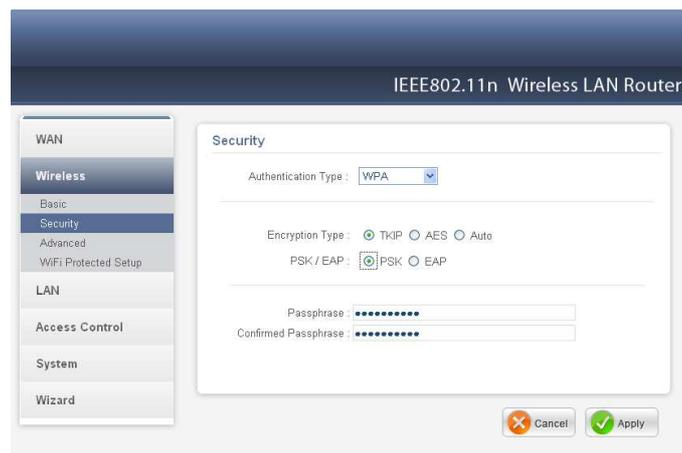 IEEE802.11n Wireless LAN Router
WAN
Wireless
Basic
Security
Advanced
WiFi Protected Setup
LAN
Access Control
System
Wizard
Security
Authentication Type : WPA
Encryption Type : TKIP AES Auto
PSK / EAP : PSK EAP
Passphrase : ●●●●●●●●●●
Confirmed Passphrase : ●●●●●●●●●●
Cancel Apply